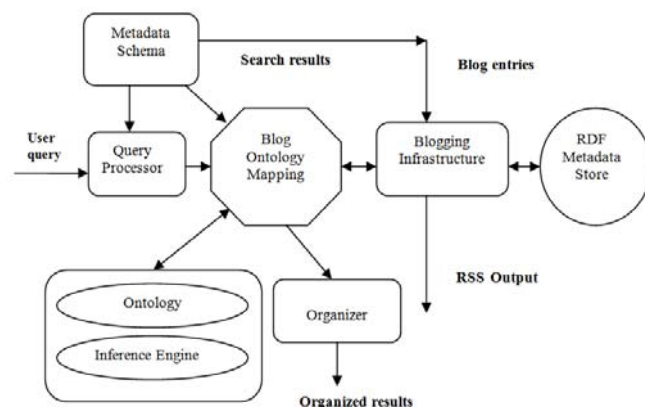 Metadata
Schema
Search results
Blog entries
User
query
Query
Processor
Blog
Ontology
Mapping
Blogging
Infrastructure
RDF
Metadata
Store
RSS Output
Ontology
Inference Engine
Organizer
Organized results